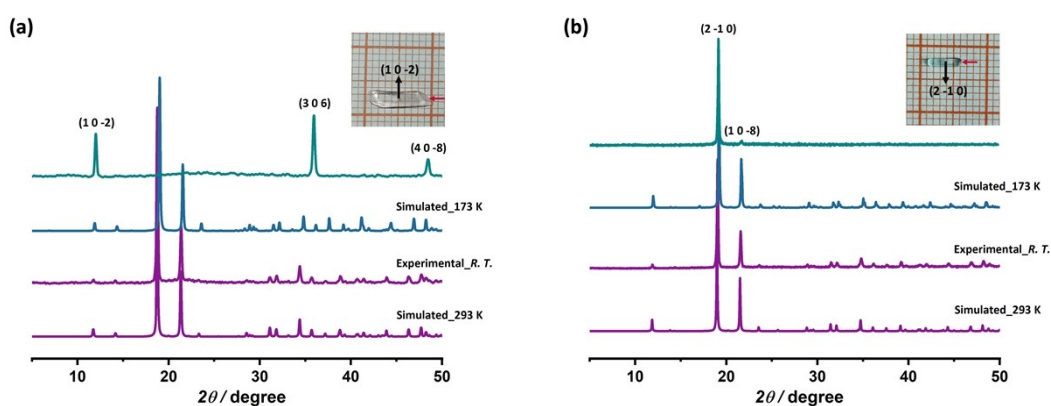 (a)
(1 0 -2)
(3 0 6)
(4 0 -8)
(1 0 -2)
Simulated_173 K
Experimental_R. T.
Simulated_293 K
10 20 30 40 50
2θ / degree
(b)
(2 -1 0)
(1 0 -8)
(2 -1 0)
Simulated_173 K
Experimental_R. T.
Simulated_293 K
10 20 30 40 50
2θ / degree